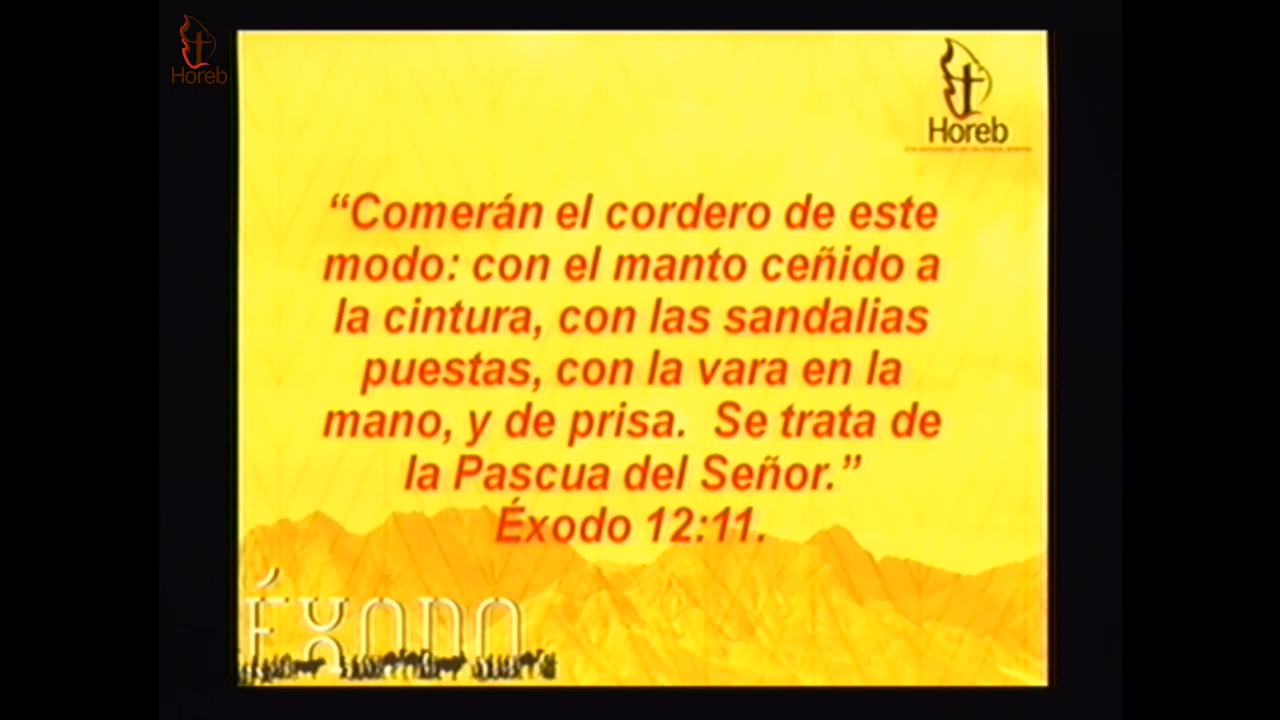 Horeb
Horeb
“Comerán el cordero de este
modo: con el manto ceñido a
la cintura, con las sandalias
puestas, con la vara en la
mano, y de prisa.  Se trata de
la Pascua del Señor.”
Éxodo 12:11.
ÉXODO